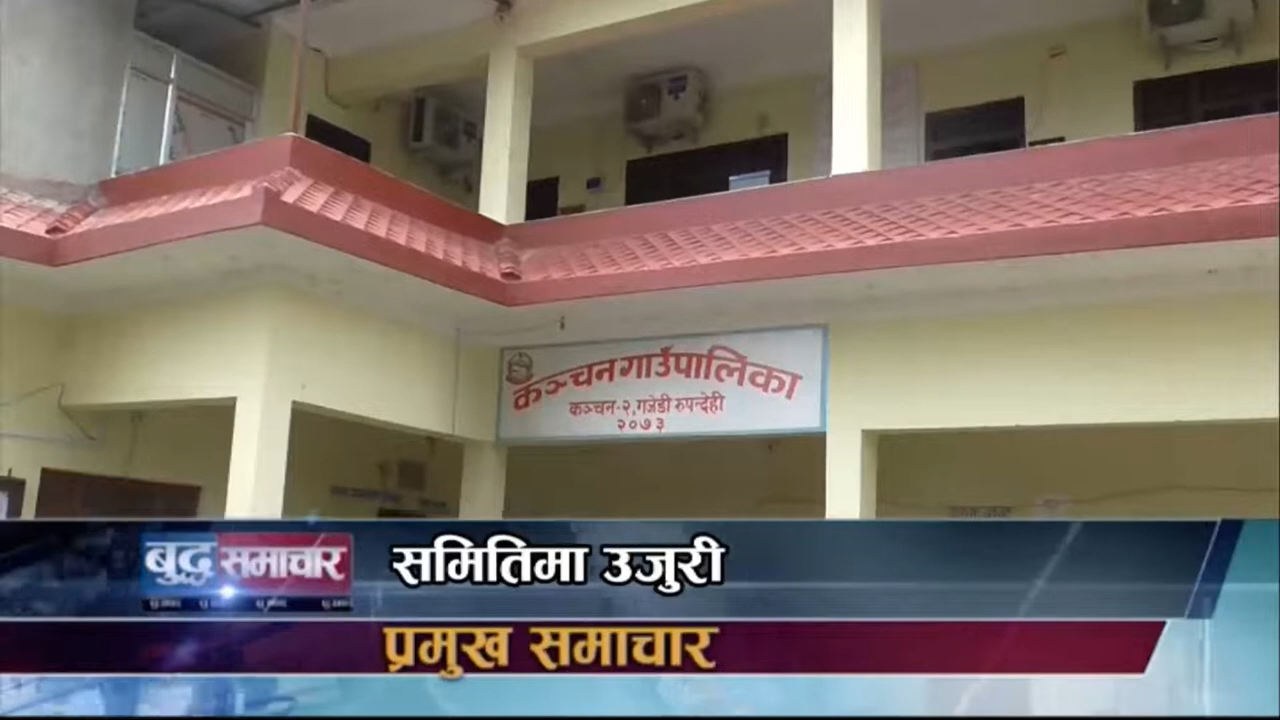 कञ्चन गाउँपालिका
कञ्चन-२, गजेडी रुपन्देही
२०७३
बुद्ध समाचार
समितिमा उजुरी
प्रमुख समाचार